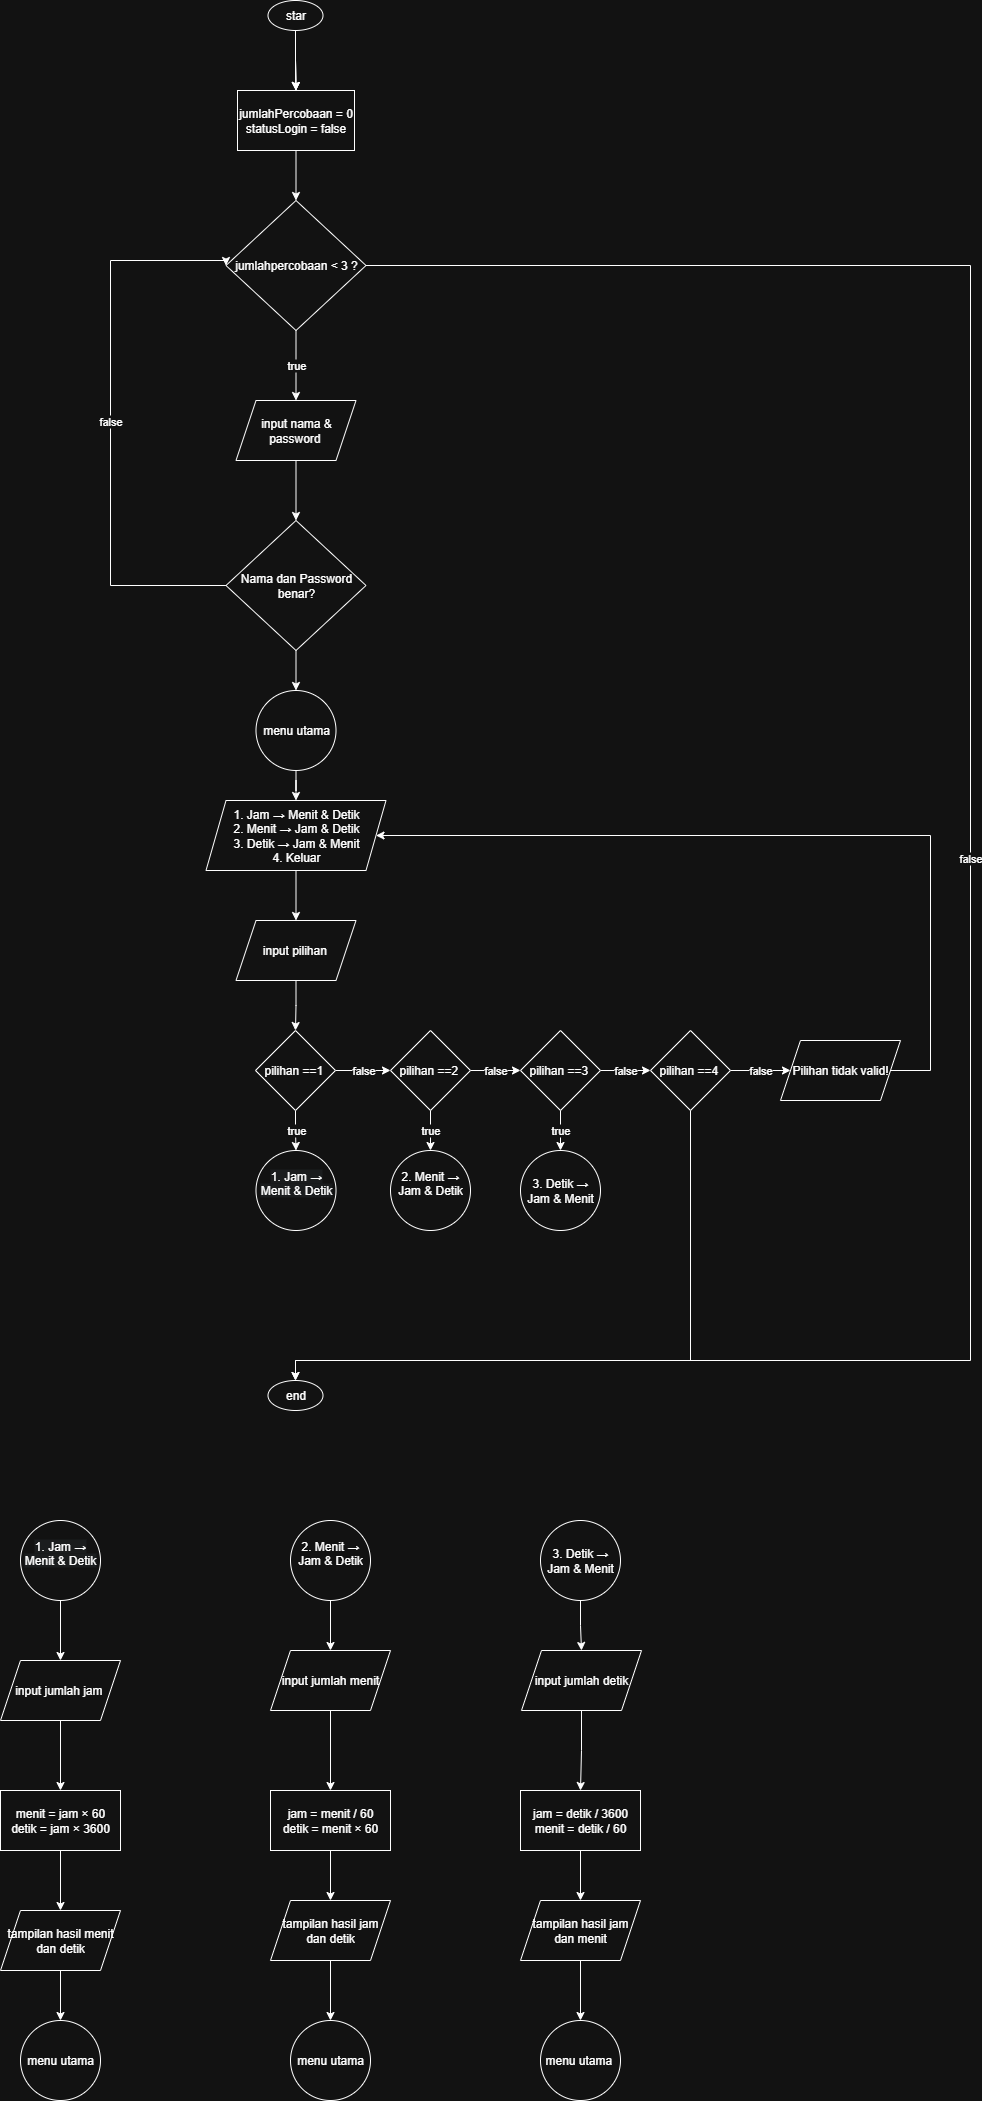 star
jumlahPercobaan = 0
statusLogin = false
jumlahpercobaan < 3 ?
true
false
input nama &
password
Nama dan Password
benar?
menu utama
1. Jam → Menit & Detik
2. Menit → Jam & Detik
3. Detik → Jam & Menit
4. Keluar
false
input pilihan
pilihan ==1
false
pilihan ==2
false
pilihan ==3
false
pilihan ==4
false
Pilihan tidak valid!
true
true
true
1. Jam →
Menit & Detik
2. Menit →
Jam & Detik
3. Detik →
Jam & Menit
end
1. Jam →
Menit & Detik
2. Menit →
Jam & Detik
3. Detik →
Jam & Menit
input jumlah jam
input jumlah menit
input jumlah detik
menit = jam × 60
detik = jam × 3600
jam = menit / 60
detik = menit × 60
jam = detik / 3600
menit = detik / 60
tampilan hasil menit
dan detik
tampilan hasil jam
dan detik
tampilan hasil jam
dan menit
menu utama
menu utama
menu utama